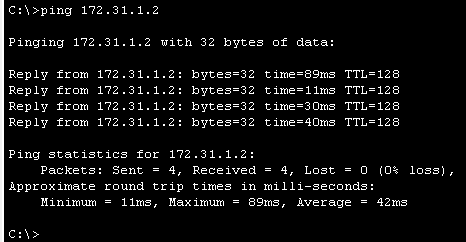 C:\>ping 172.31.1.2
Pinging 172.31.1.2 with 32 bytes of data:
Reply from 172.31.1.2: bytes=32 time=89ms TTL=128
Reply from 172.31.1.2: bytes=32 time=11ms TTL=128
Reply from 172.31.1.2: bytes=32 time=30ms TTL=128
Reply from 172.31.1.2: bytes=32 time=40ms TTL=128
Ping statistics for 172.31.1.2:
    Packets: Sent = 4, Received = 4, Lost = 0 (0% loss),
Approximate round trip times in milli-seconds:
    Minimum = 11ms, Maximum = 89ms, Average = 42ms
C:\>